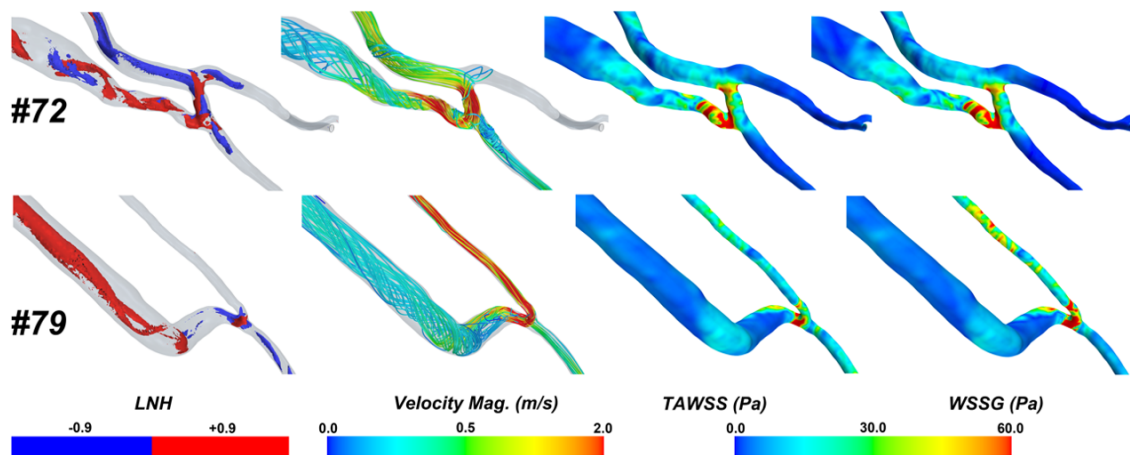 #72
#79
LNH
Velocity Mag. (m/s)
TAWSS (Pa)
WSSG (Pa)
-0.9
+0.9
0.0
0.5
2.0
0.0
30.0
60.0